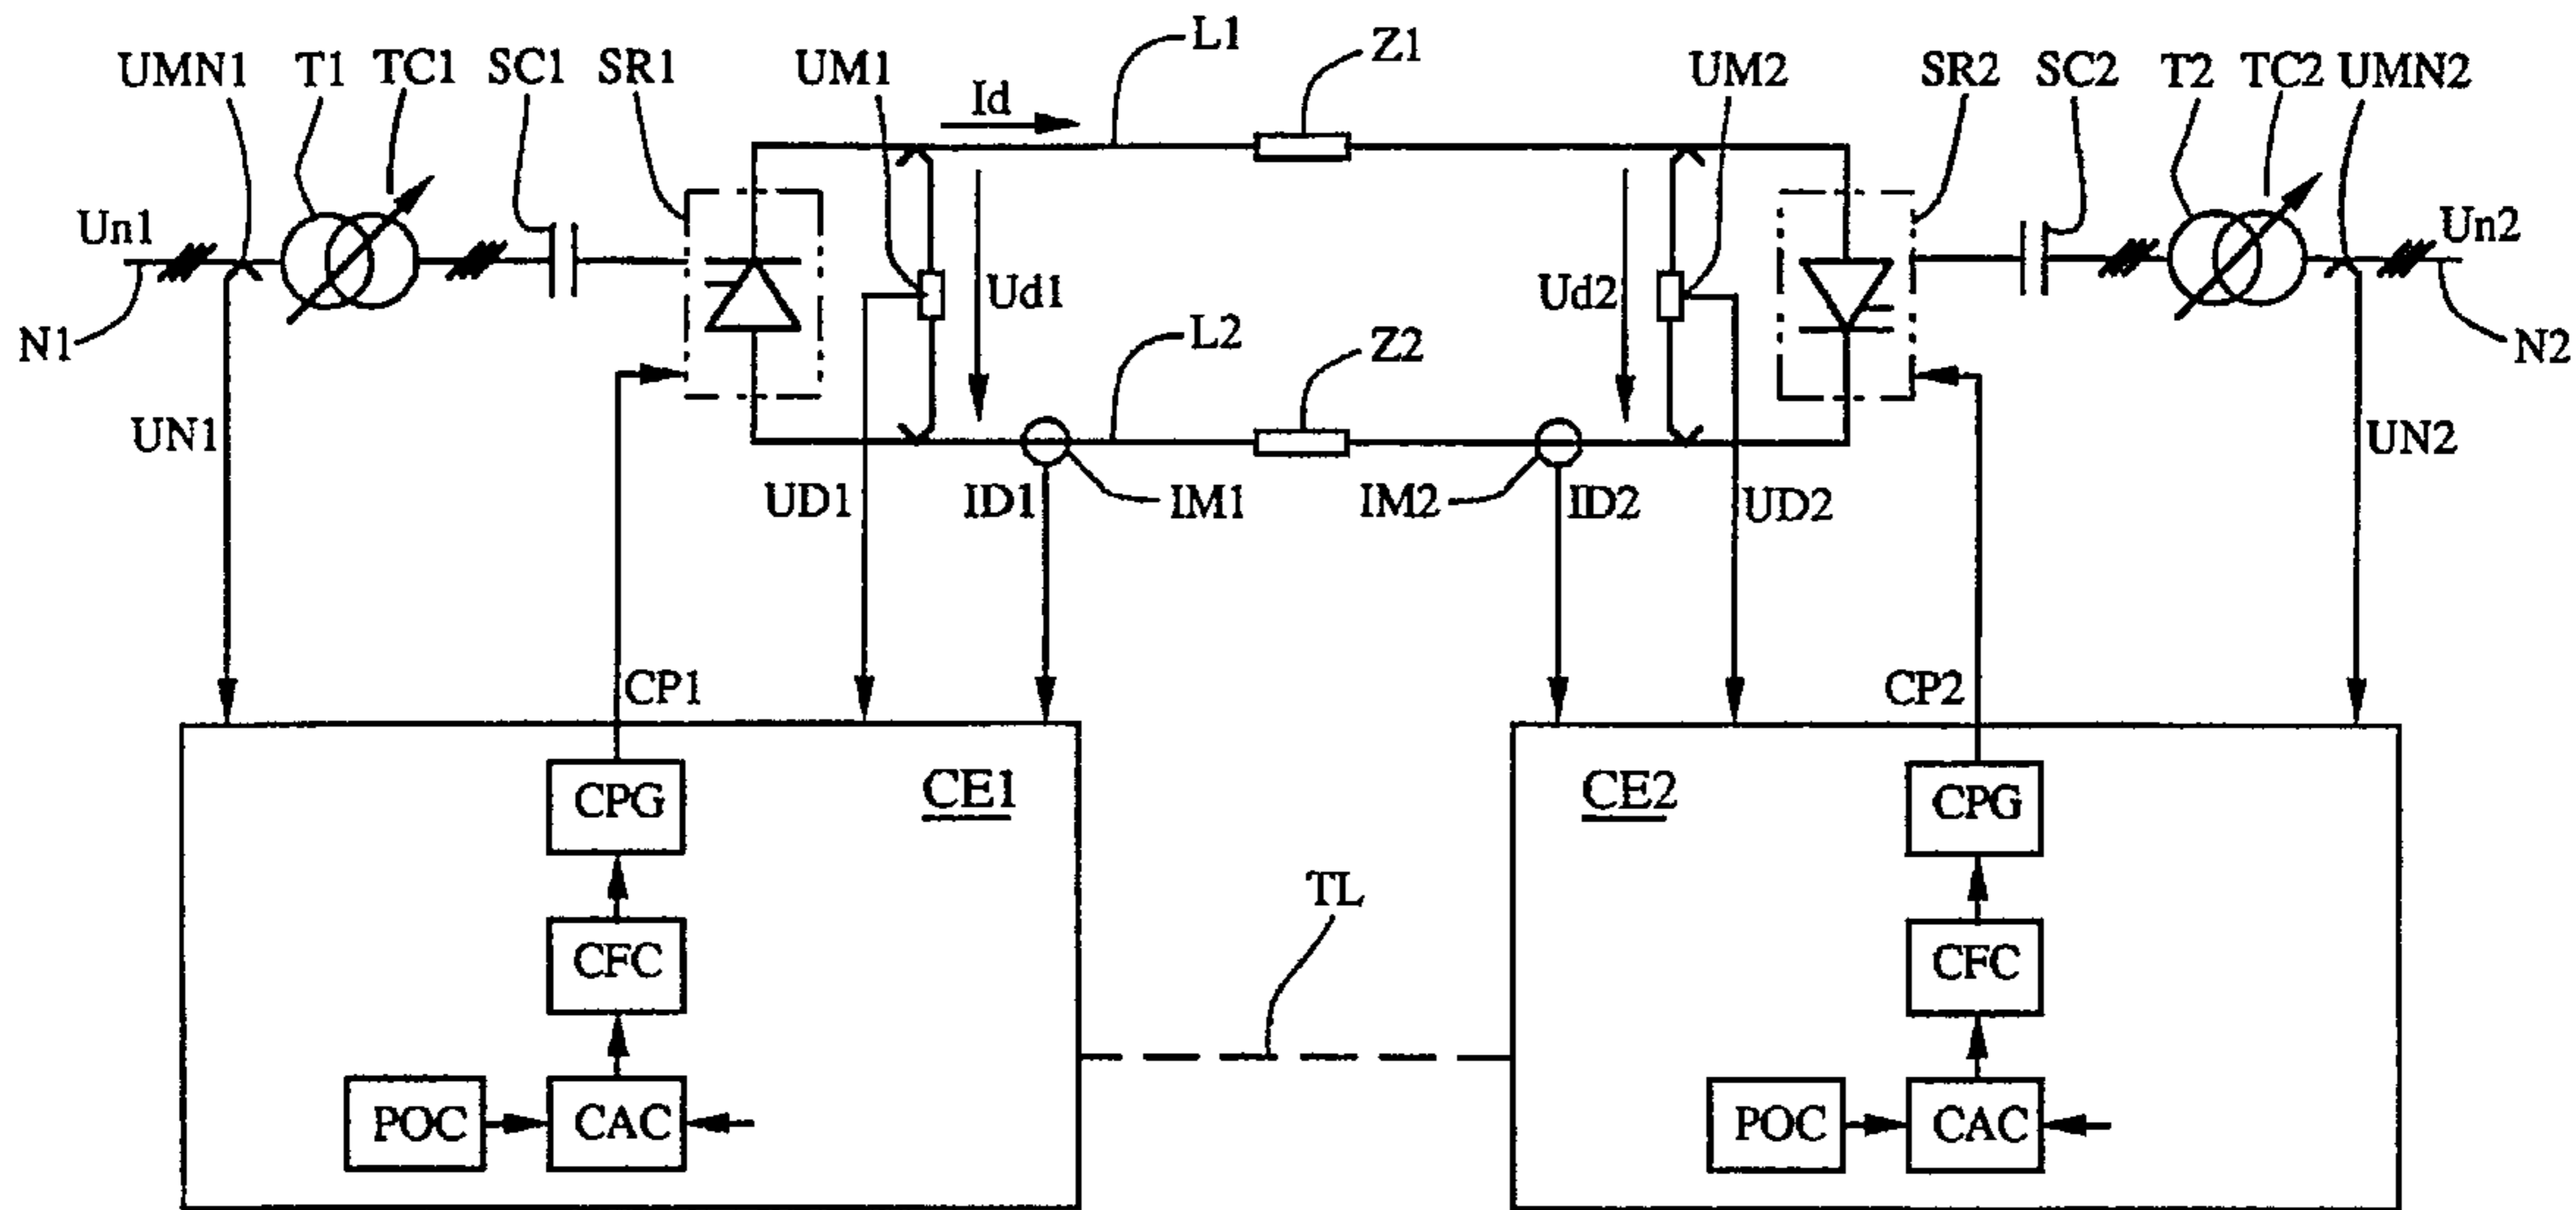 L1
Z1
UMN1 T1 TC1 SC1 SR1 UM1 Id UM2 SR2 SC2 T2 TC2 UMN2
Un1 Un2
Ud1 Ud2
N1 L2 Z2 N2
UN1 UN2
UD1 ID1 IM1 IM2 ID2 UD2
CP1 CP2
CPG CE1 CE2 CPG
TL
CFC CFC
POC CAC POC CAC